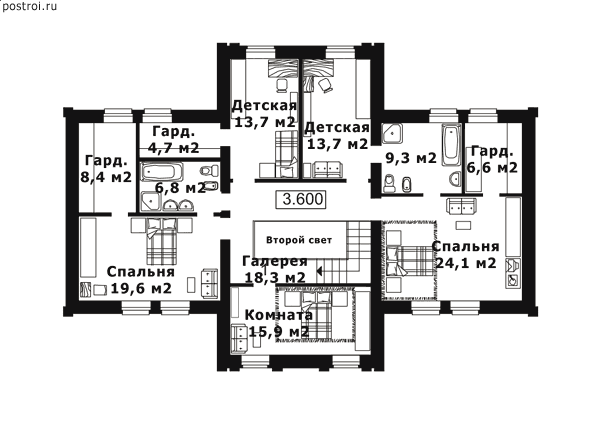 postroi.ru
Детская
13,7 м2
Детская
13,7 м2
Гард.
4,7 м2
Гард.
8,4 м2
6,8 м2
9,3 м2
Гард.
6,6 м2
3.600
Второй свет
Галерея
18,3 м2
Спальня
19,6 м2
Спальня
24,1 м2
Комната
15,9 м2